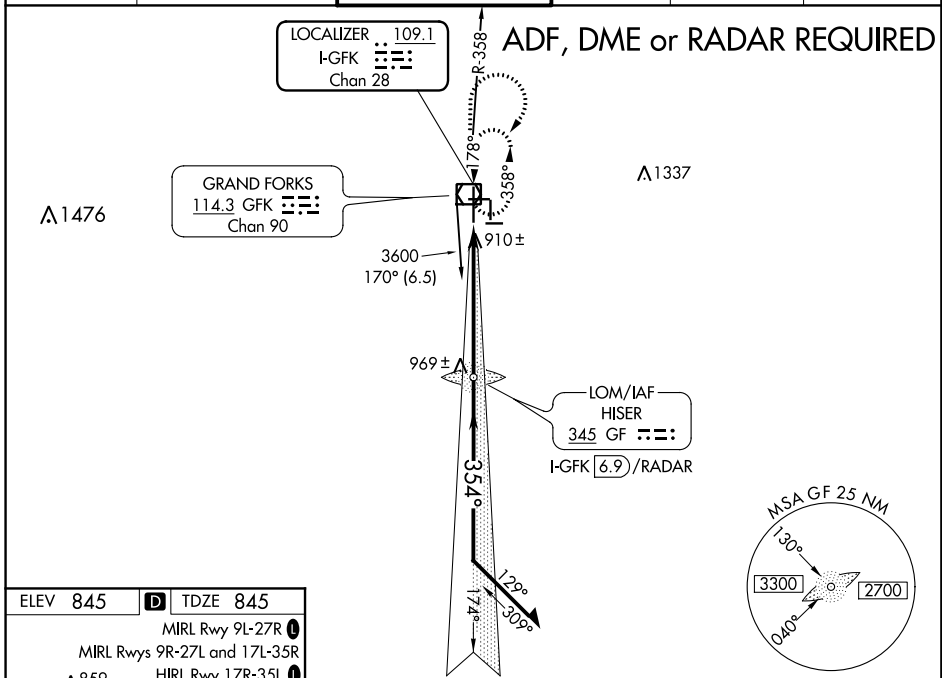 ADF, DME or RADAR REQUIRED
LOCALIZER 109.1
I-GFK
Chan 28
R-358
178°
358°
GRAND FORKS
114.3 GFK
Chan 90
1476
1337
910±
3600
170° (6.5)
969±
LOM/IAF
HISER
345 GF
I-GFK 6.9/RADAR
354°
129°
309°
174°
MSA GF 25 NM
130°
3300
2700
040°
ELEV 845 D TDZE 845
MIRL Rwy 9L-27R L
MIRL Rwys 9R-27L and 17L-35R
859 HIRL Rwy 17R-35L L